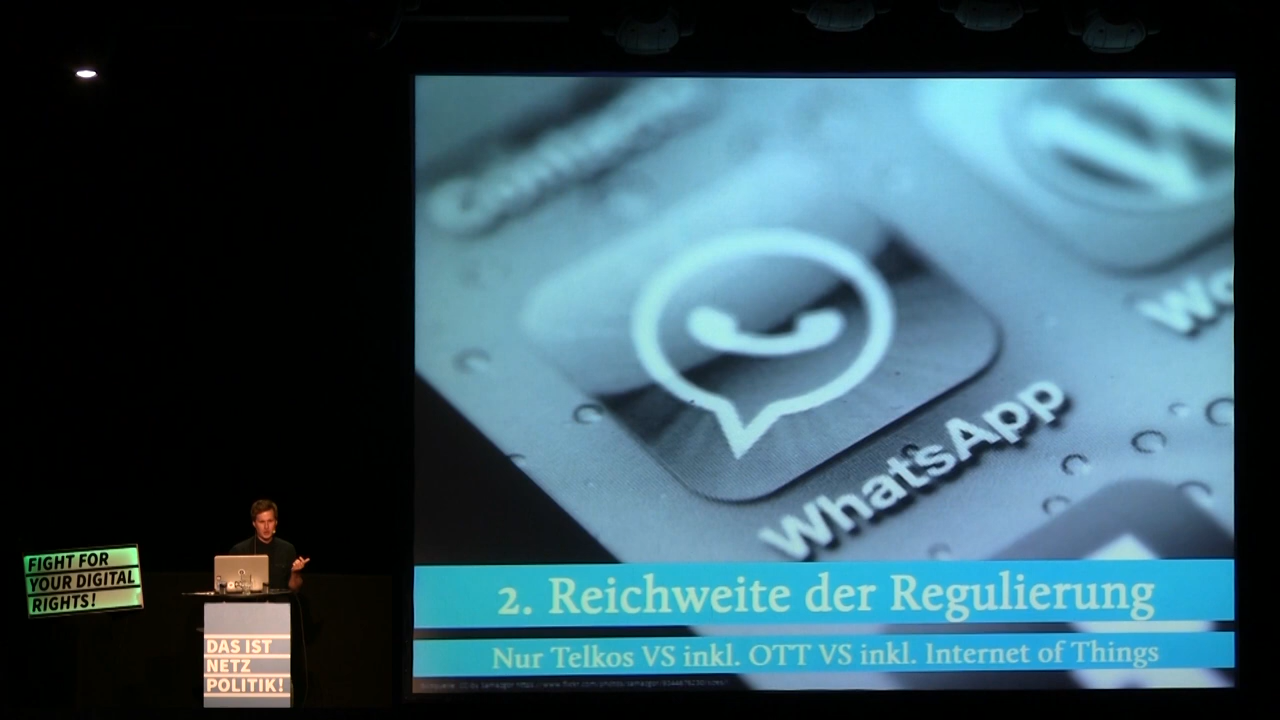 WhatsApp
Wo
2. Reichweite der Regulierung
Nur Telkos VS inkl. OTT VS inkl. Internet of Things
FIGHT FOR
YOUR DIGITAL
RIGHTS!
DAS IST
NETZ
POLITIK!